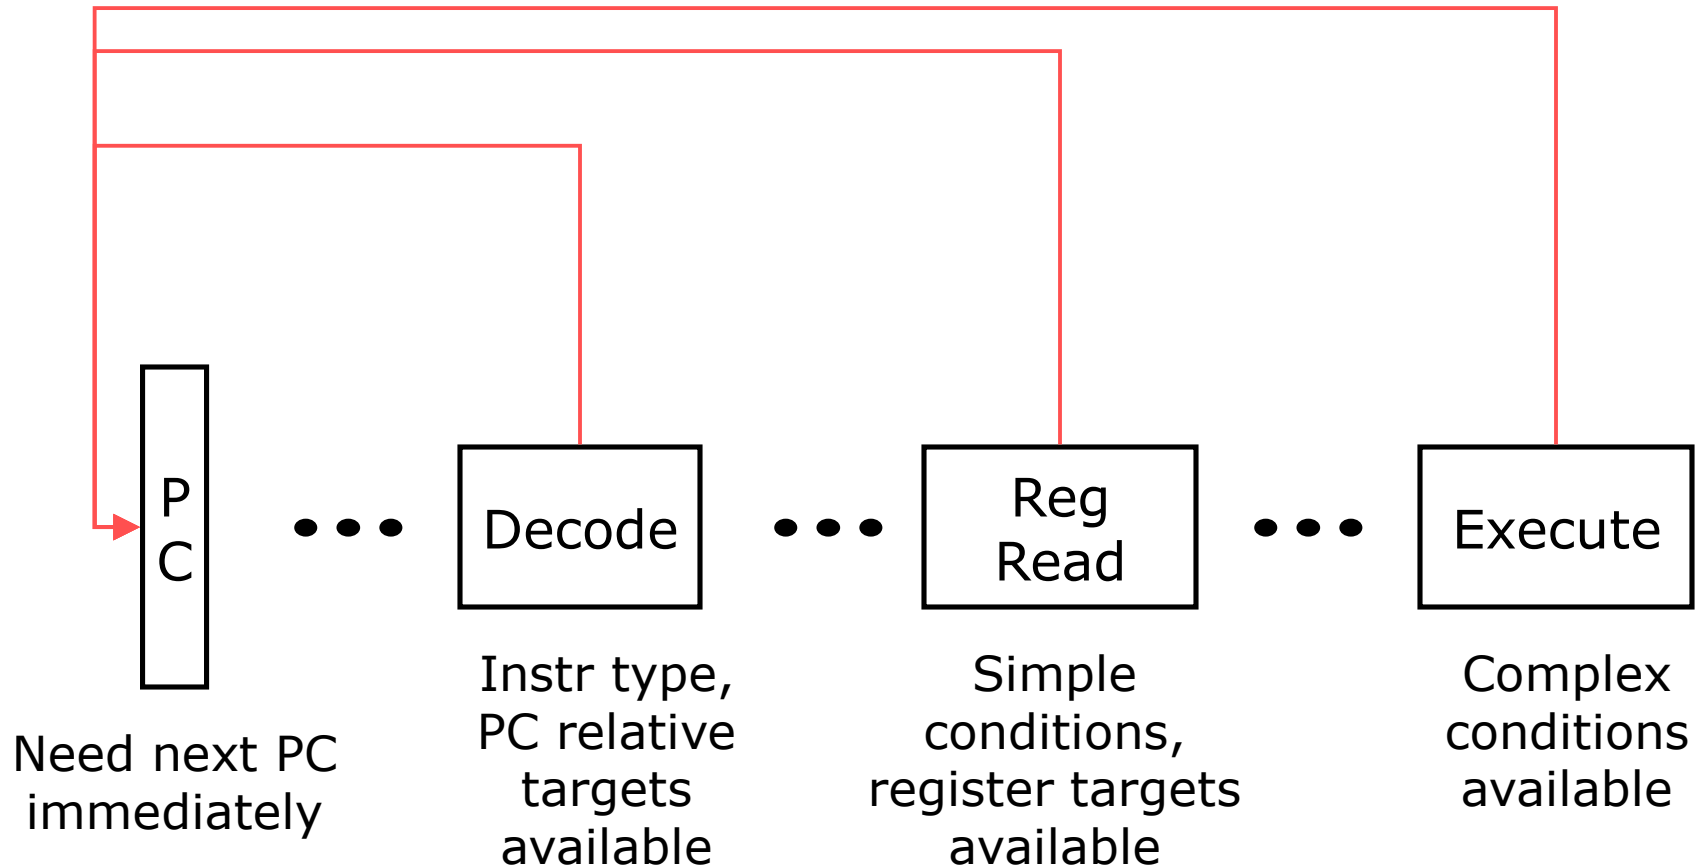 P
C
Decode
Reg
Read
Execute
Need next PC
immediately
Instr type,
PC relative
targets
available
Simple
conditions,
register targets
available
Complex
conditions
available